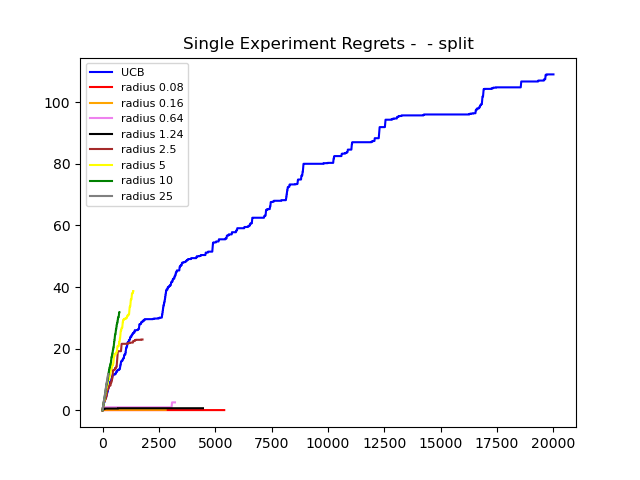 Single Experiment Regrets -  - split
UCB
radius 0.08
radius 0.16
radius 0.64
radius 1.24
radius 2.5
radius 5
radius 10
radius 25
100
80
60
40
20
0
0 2500 5000 7500 10000 12500 15000 17500 20000